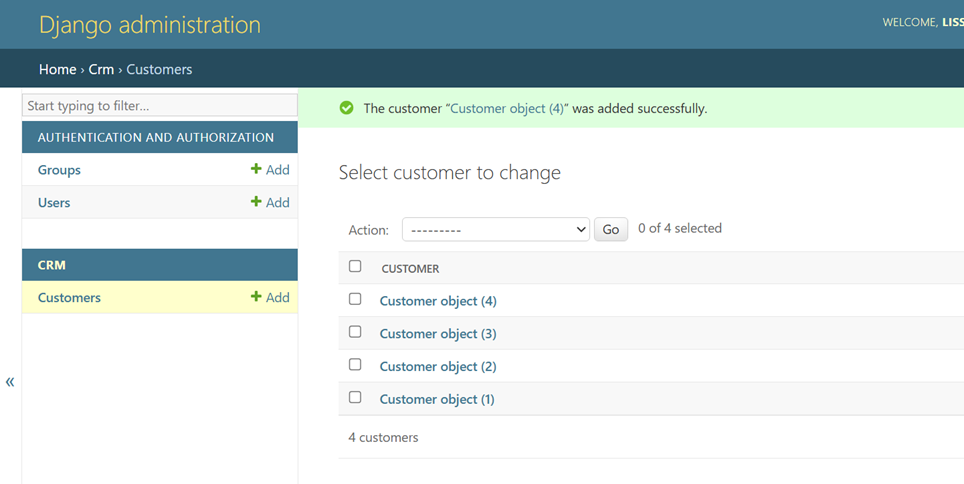 Django administration
WELCOME, LISS
Home › Crm › Customers
Start typing to filter...
AUTHENTICATION AND AUTHORIZATION
Groups + Add
Users + Add
CRM
Customers + Add
«
The customer “Customer object (4)” was added successfully.
Select customer to change
Action: --------- Go 0 of 4 selected
CUSTOMER
Customer object (4)
Customer object (3)
Customer object (2)
Customer object (1)
4 customers